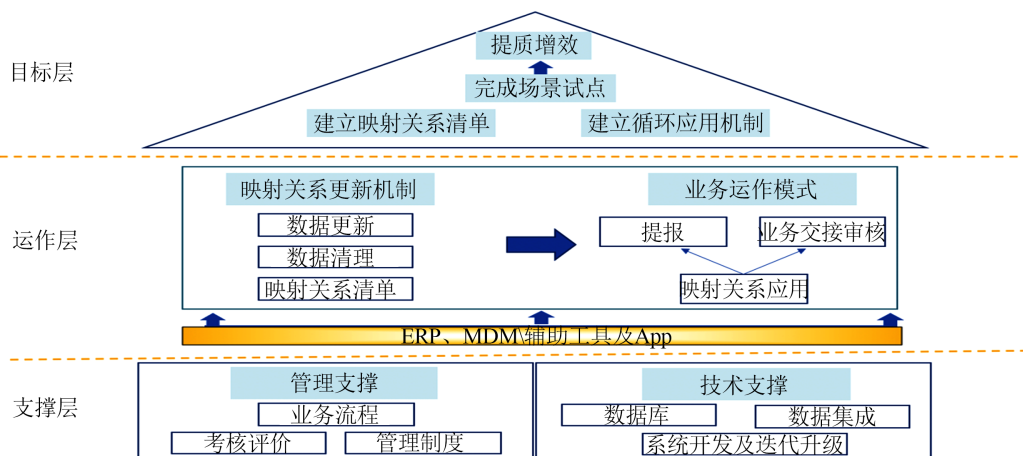 提质增效
目标层
完成场景试点
建立映射关系清单
建立循环应用机制
映射关系更新机制
业务运作模式
数据更新
提报
业务交接审核
运作层
数据清理
映射关系清单
映射关系应用
ERP、MDM\辅助工具及App
管理支撑
技术支撑
支撑层
业务流程
数据库
数据集成
考核评价
管理制度
系统开发及迭代升级